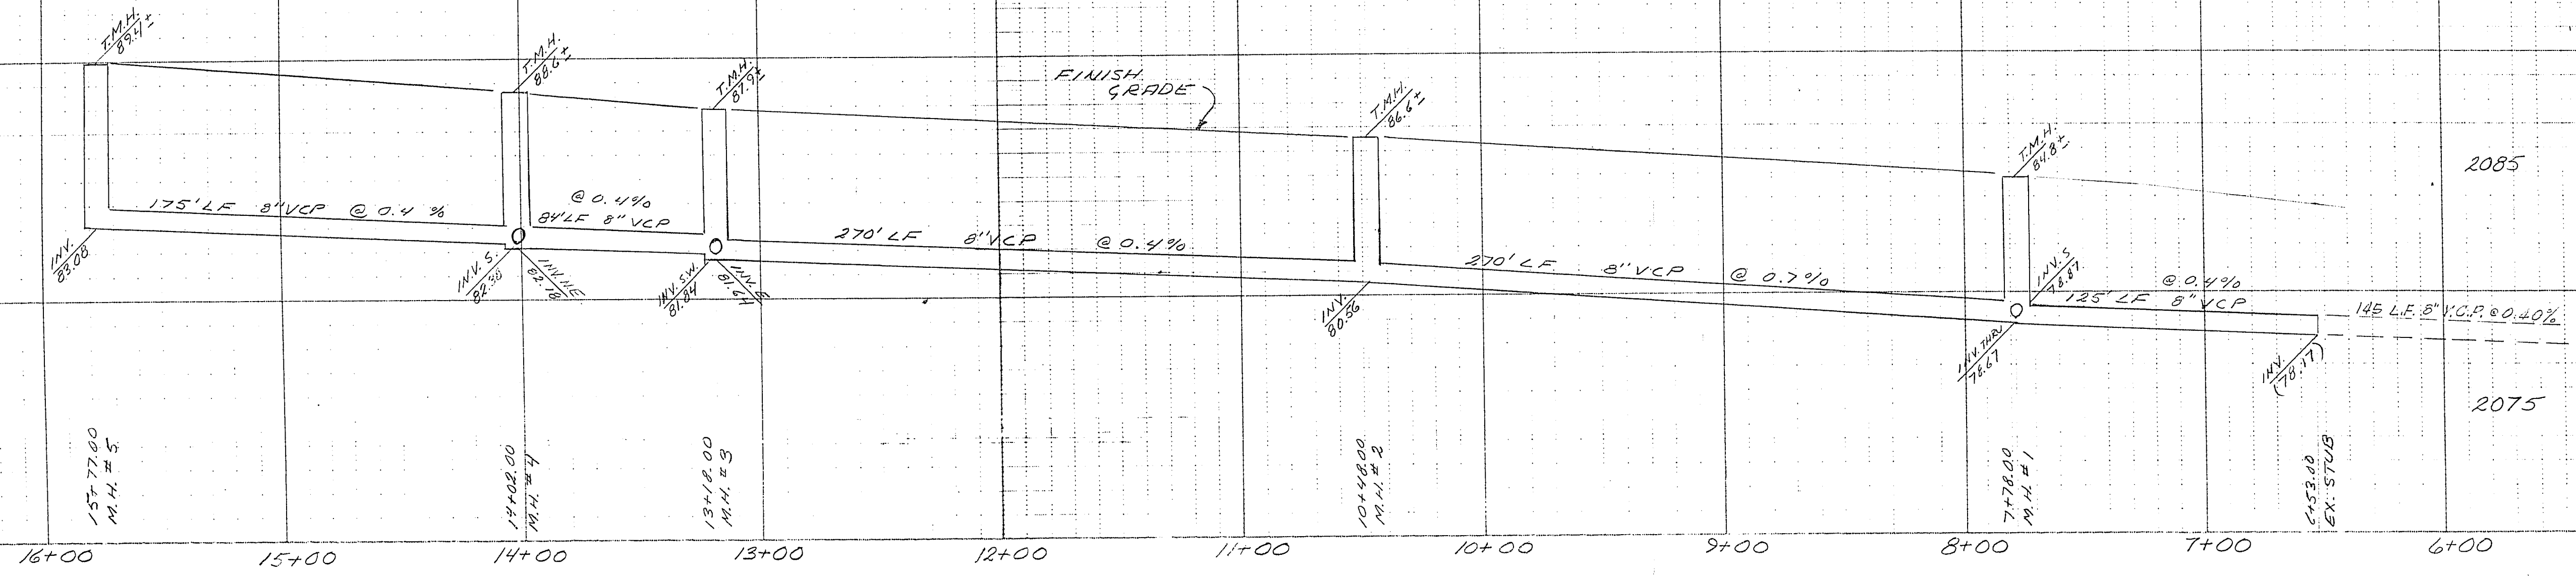 T.M.H.
89.4±
T.M.H.
88.6±
T.M.H.
87.9±
FINISH
GRADE
T.M.H.
86.6±
T.M.H.
84.8±
2085
175' LF 8" VCP @ 0.4 %
@ 0.4%
84' LF 8" VCP
270' LF 8" VCP @ 0.4%
270' LF 8" VCP @ 0.7%
@ 0.4%
125' LF 8" VCP
145 L.F. 8" V.C.P. @ 0.40%
INV.
83.08
INV. S.
82.38
INV. N.E.
82.18
INV. S.W.
81.84
INV. E
81.64
INV.
80.56
INV. S
78.87
INV. THRU
78.67
INV.
(78.17)
2075
15+77.00
M.H. # 5
14+02.00
M.H. # 4
13+18.00
M.H. # 3
10+48.00
M.H. # 2
7+78.00
M.H. # 1
6+53.00
EX. STUB
16+00
15+00
14+00
13+00
12+00
11+00
10+00
9+00
8+00
7+00
6+00